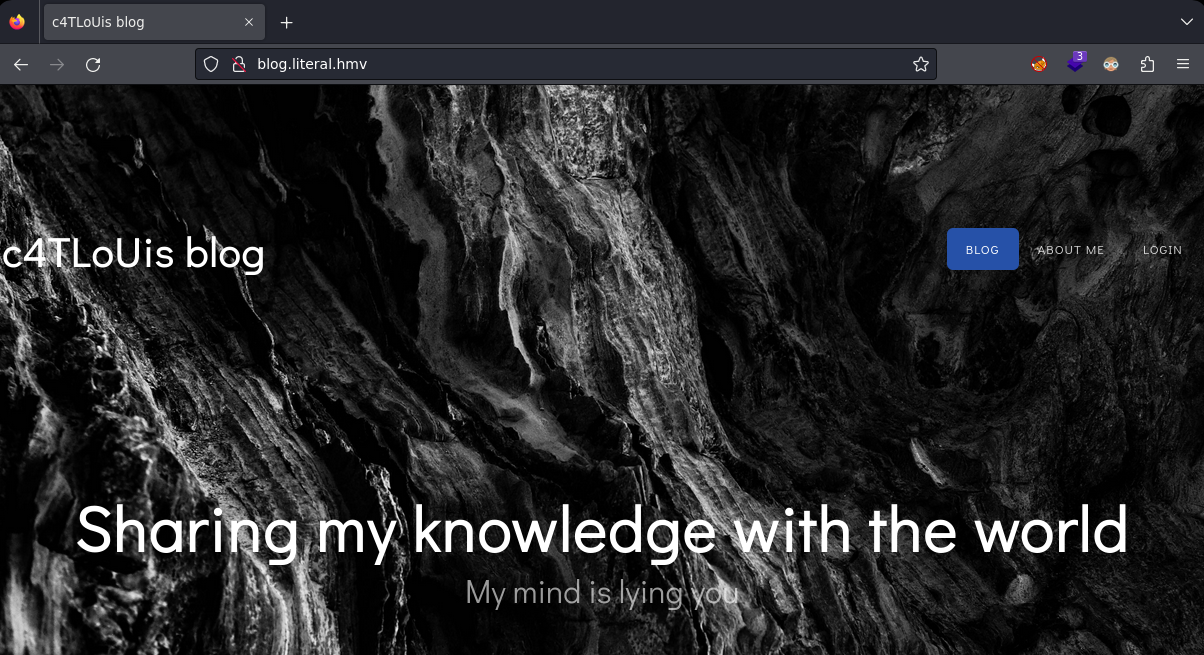 c4TLoUis blog
blog.literal.hmv
3
c4TLoUis blog
BLOG ABOUT ME LOGIN
Sharing my knowledge with the world
My mind is lying you